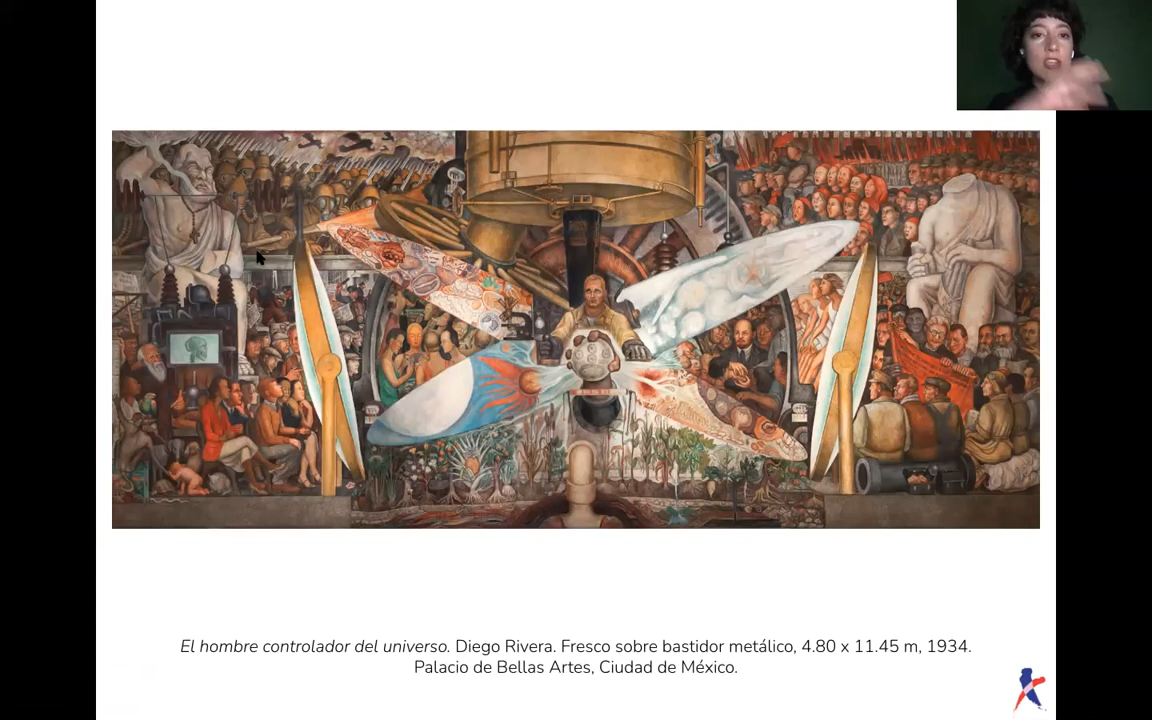 El hombre controlador del universo. Diego Rivera. Fresco sobre bastidor metálico, 4.80 x 11.45 m, 1934.
Palacio de Bellas Artes, Ciudad de México.